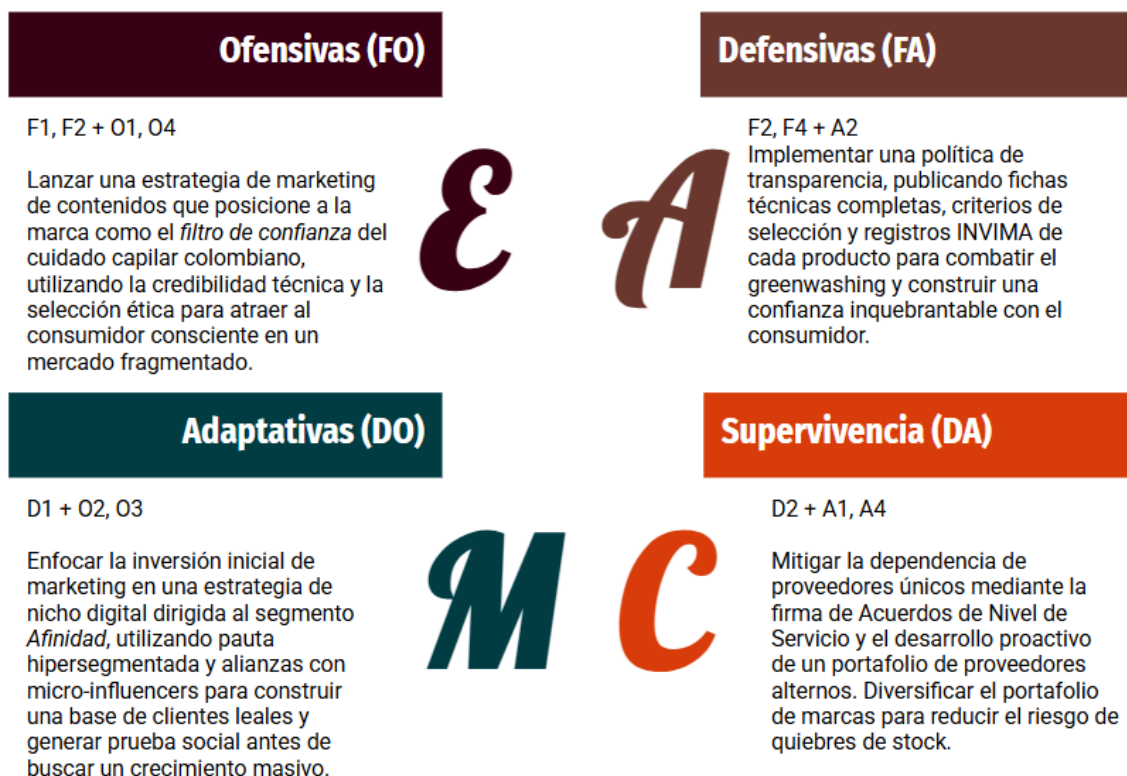 Ofensivas (FO)
F1, F2 + O1, O4
Lanzar una estrategia de marketing
de contenidos que posicione a la
marca como el filtro de confianza del
cuidado capilar colombiano,
utilizando la credibilidad técnica y la
selección ética para atraer al
consumidor consciente en un
mercado fragmentado.
E
Defensivas (FA)
A
F2, F4 + A2
Implementar una política de
transparencia, publicando fichas
técnicas completas, criterios de
selección y registros INVIMA de
cada producto para combatir el
greenwashing y construir una
confianza inquebrantable con el
consumidor.
Adaptativas (DO)
D1 + O2, O3
Enfocar la inversión inicial de
marketing en una estrategia de
nicho digital dirigida al segmento
Afinidad, utilizando pauta
hipersegmentada y alianzas con
micro-influencers para construir
una base de clientes leales y
generar prueba social antes de
buscar un crecimiento masivo.
M
Supervivencia (DA)
C
D2 + A1, A4
Mitigar la dependencia de
proveedores únicos mediante la
firma de Acuerdos de Nivel de
Servicio y el desarrollo proactivo
de un portafolio de proveedores
alternos. Diversificar el portafolio
de marcas para reducir el riesgo de
quiebres de stock.